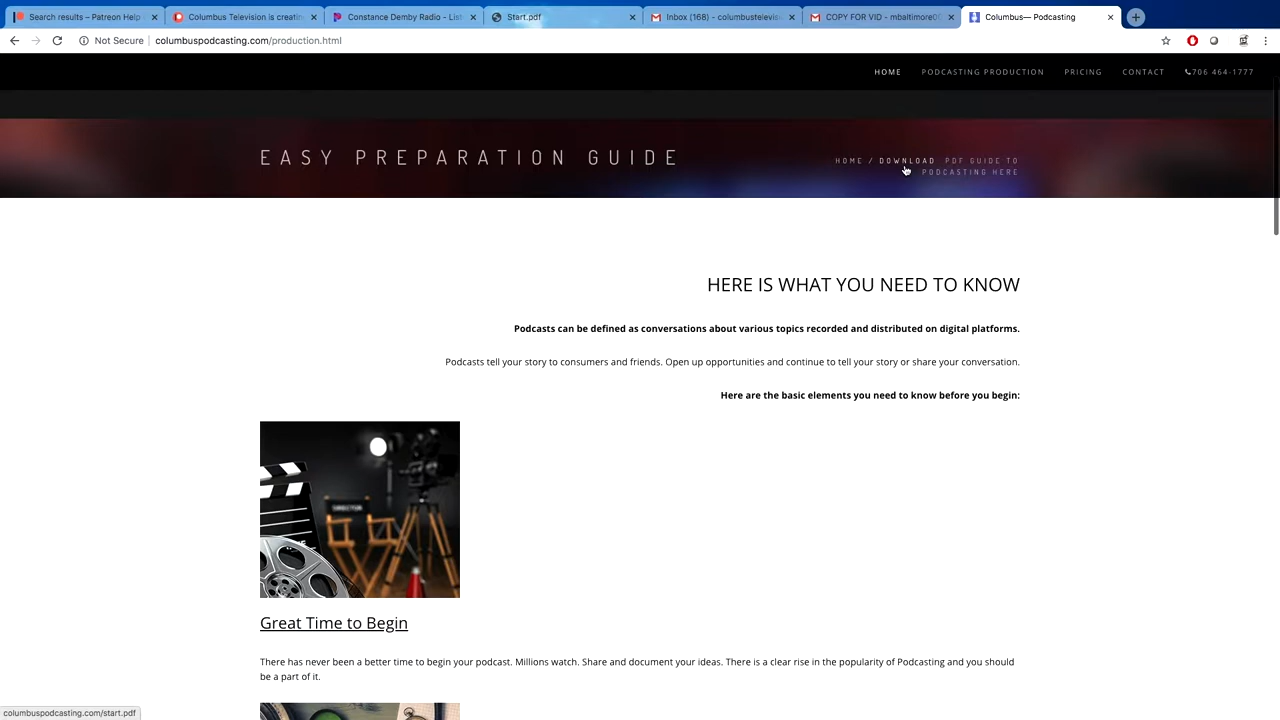 Search results – Patreon Help
Columbus Television is creatin
Constance Demby Radio - List
Start.pdf
Inbox (168) - columbustelevis
COPY FOR VID - mbaltimore0
Columbus— Podcasting
Not Secure
columbuspodcasting.com/production.html
HOME
PODCASTING PRODUCTION
PRICING
CONTACT
706 464-1777
EASY PREPARATION GUIDE
HOME / DOWNLOAD PDF GUIDE TO
PODCASTING HERE
HERE IS WHAT YOU NEED TO KNOW
Podcasts can be defined as conversations about various topics recorded and distributed on digital platforms.
Podcasts tell your story to consumers and friends. Open up opportunities and continue to tell your story or share your conversation.
Here are the basic elements you need to know before you begin:
DIRECTOR
Great Time to Begin
There has never been a better time to begin your podcast. Millions watch. Share and document your ideas. There is a clear rise in the popularity of Podcasting and you should
be a part of it.
columbuspodcasting.com/start.pdf